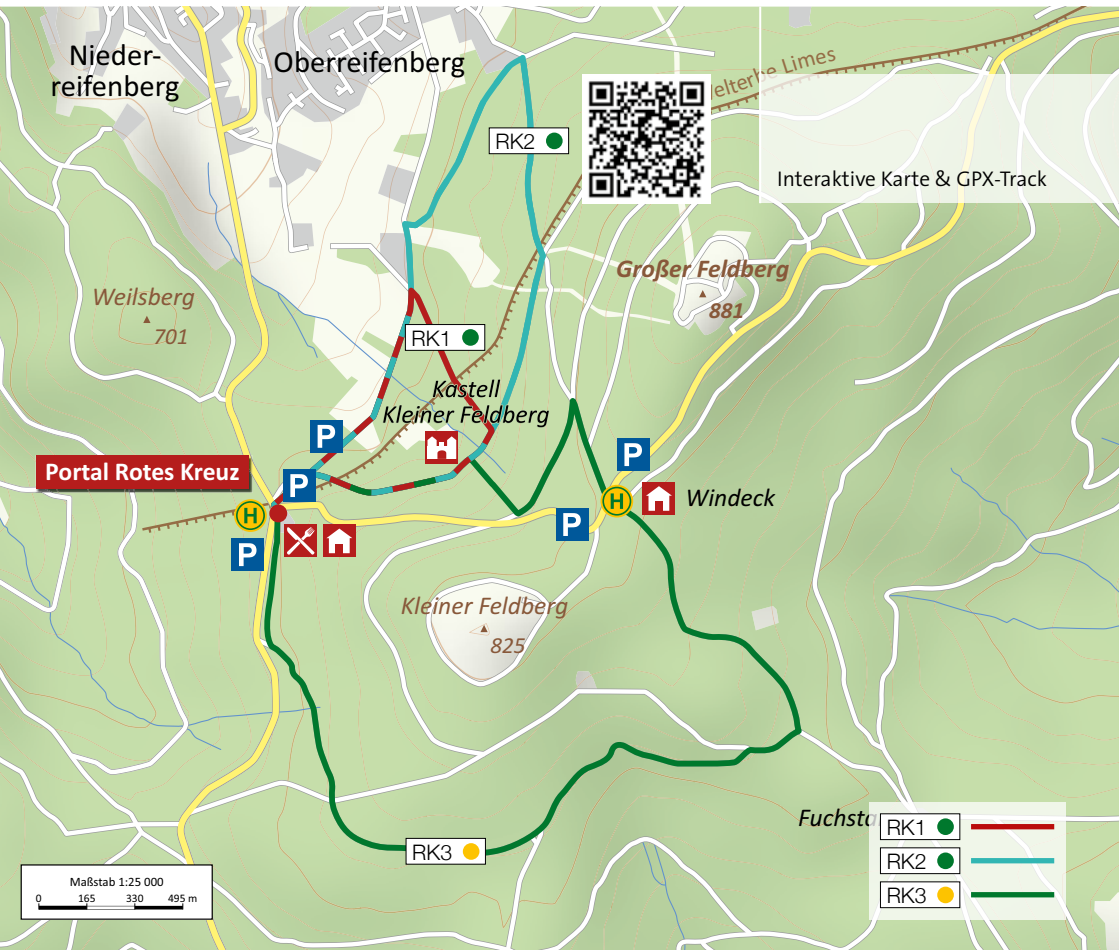 Nieder-
reifenberg
Oberreifenberg
elterbe Limes
RK2
Interaktive Karte & GPX-Track
Großer Feldberg
881
Weilsberg
701
RK1
Kastell
Kleiner Feldberg
P
P
Portal Rotes Kreuz
H
P
P
H
Windeck
P
Kleiner Feldberg
825
Fuchsta
RK3
RK1
RK2
RK3
Maßstab 1:25 000
0 165 330 495 m